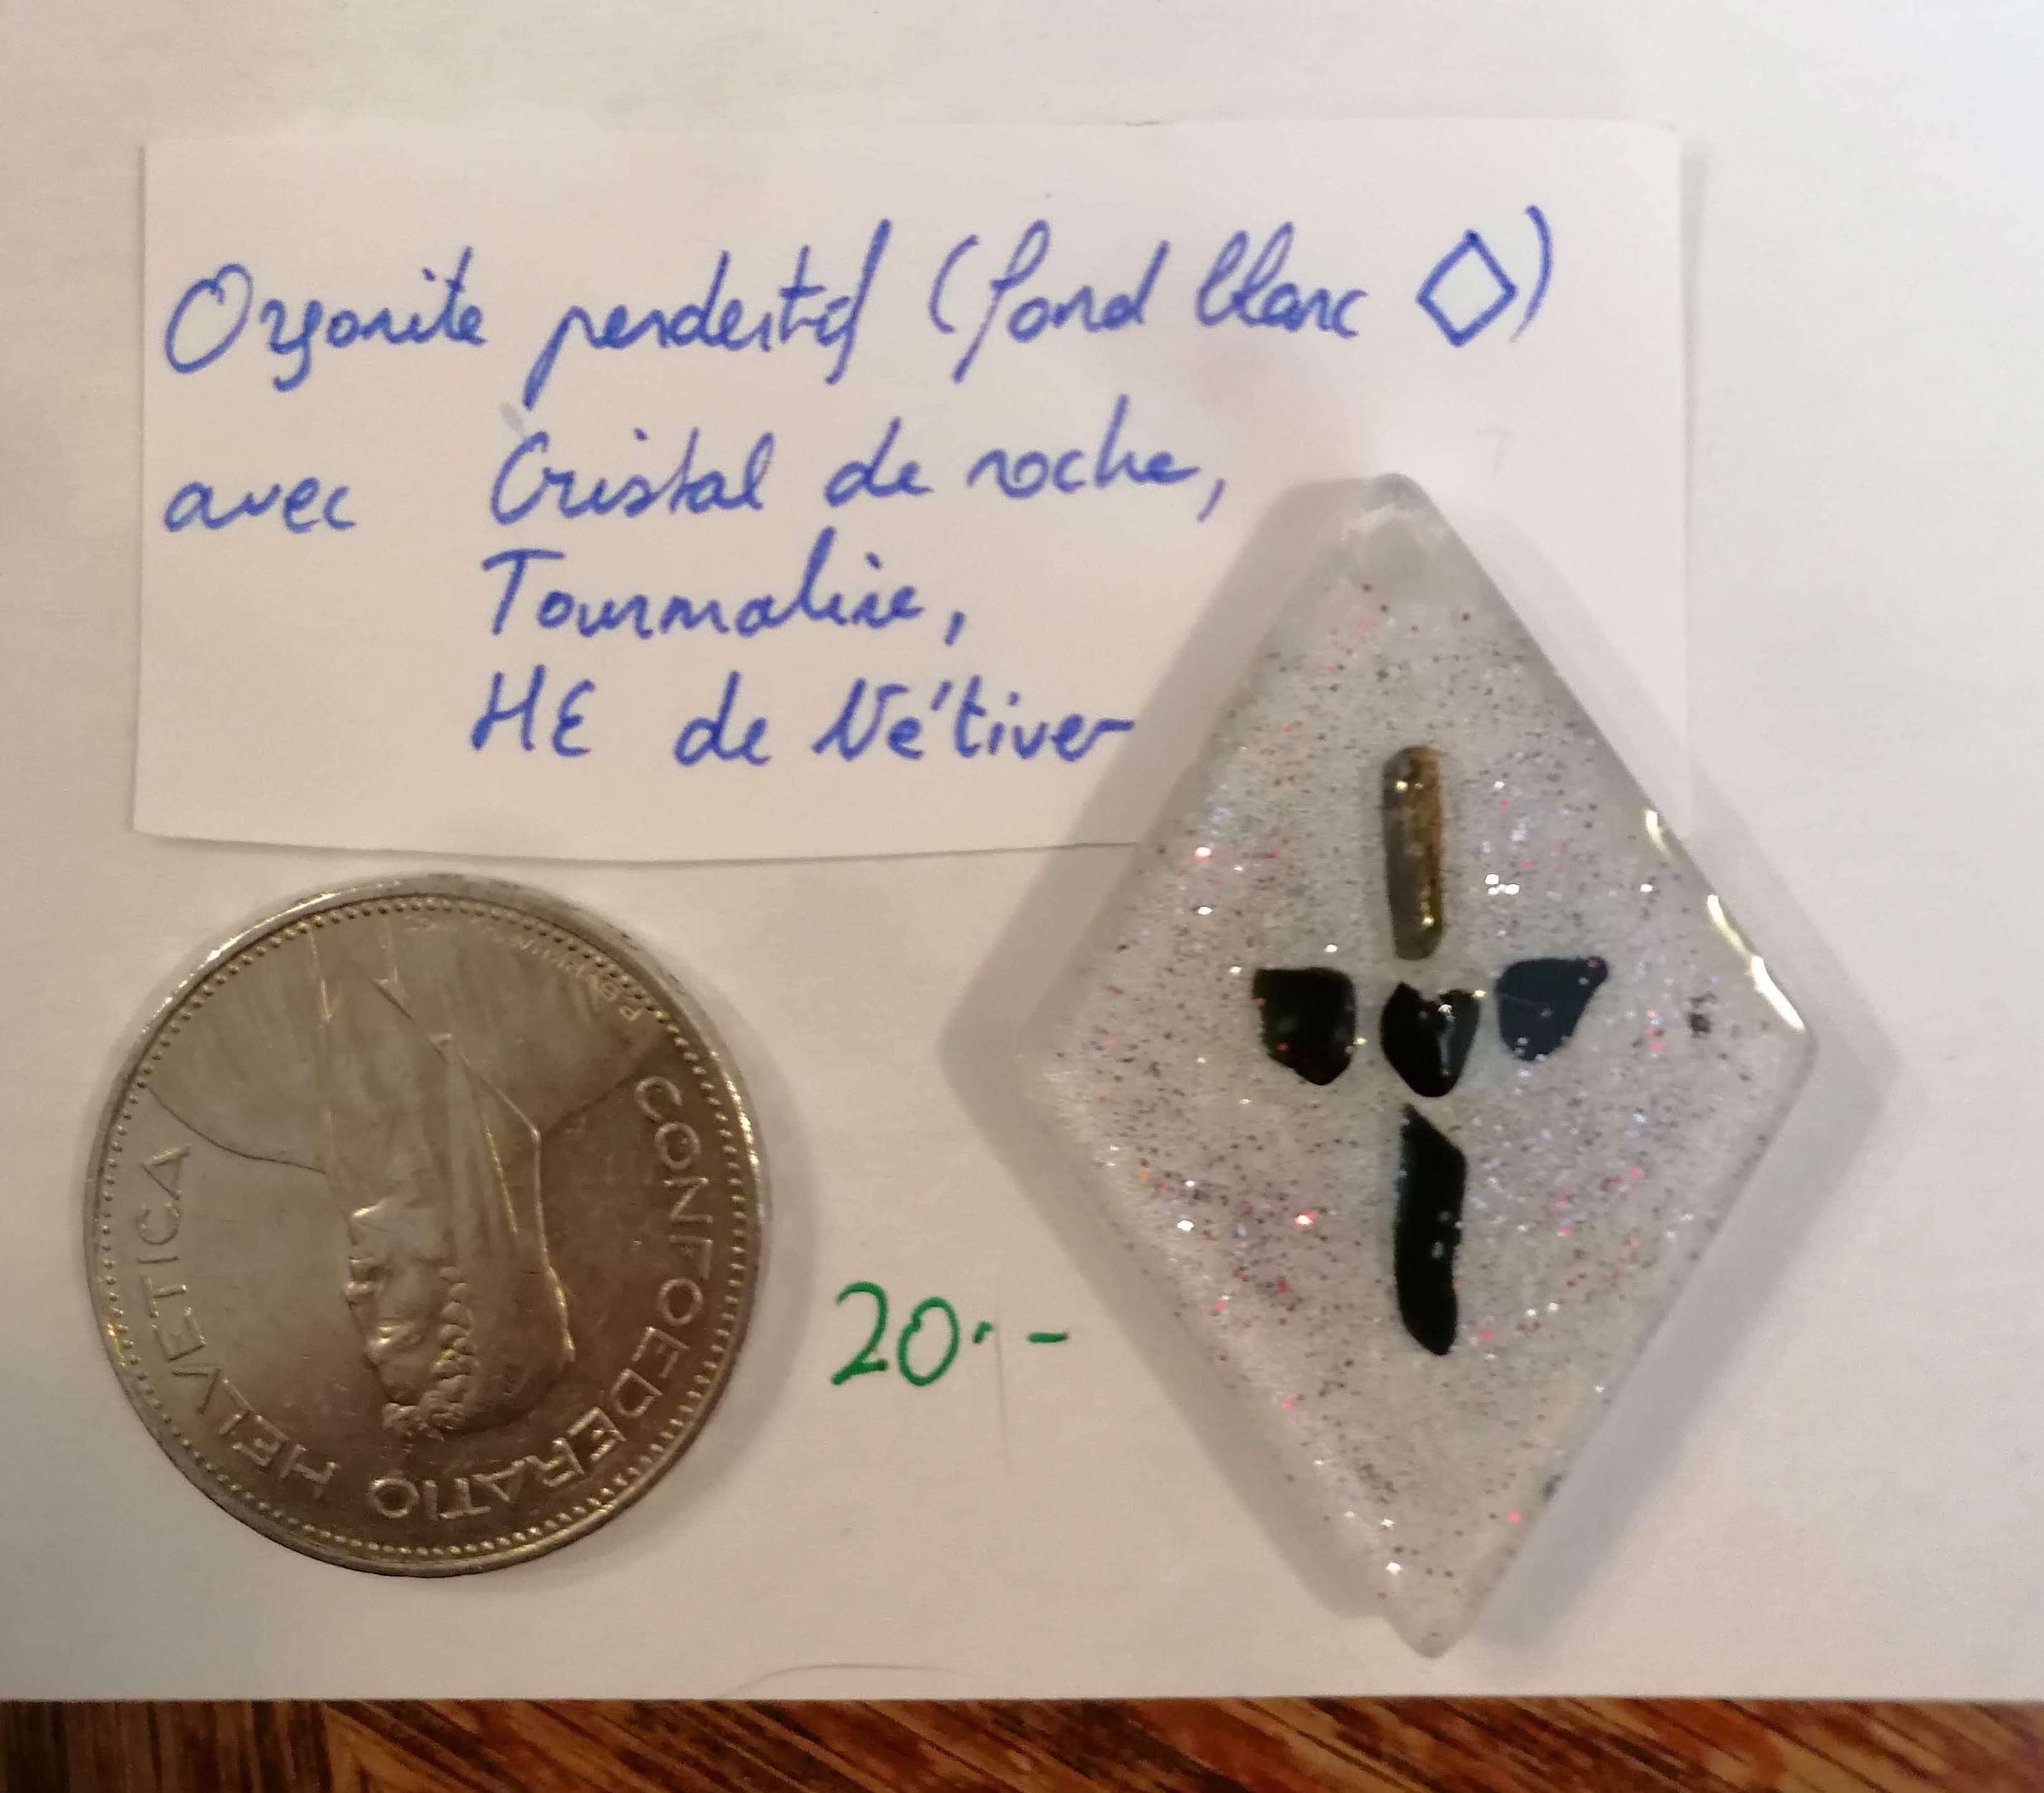 Orgonite pendentif (fond blanc ◇)
avec Cristal de roche,
Tourmaline,
HE de Vétiver
CONFOEDERATIO HELVETICA
20.-